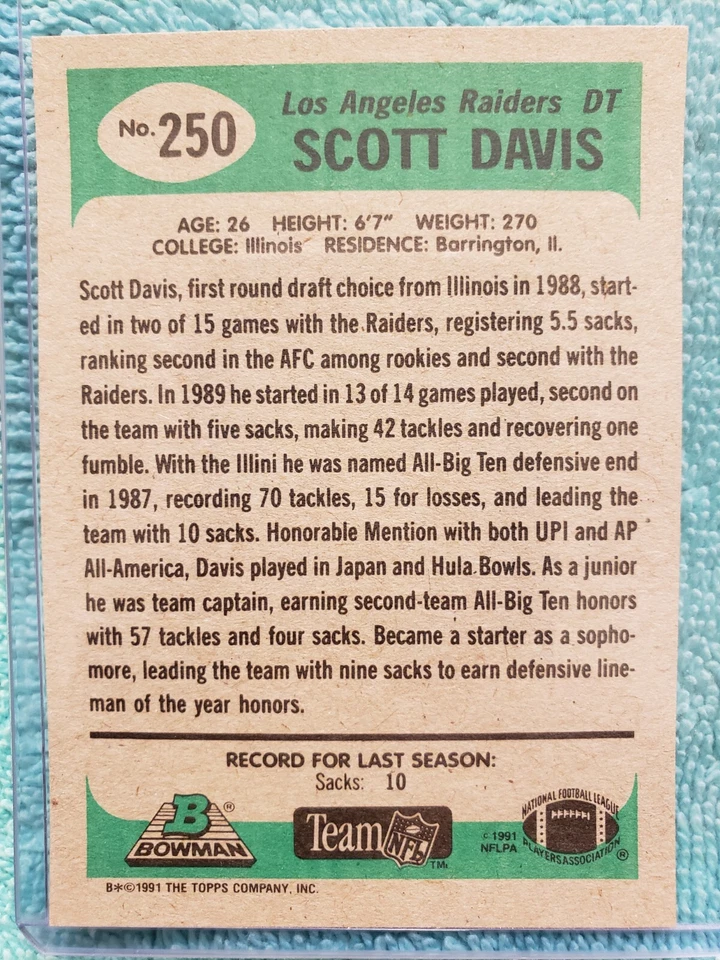 No. 250
Los Angeles Raiders DT
SCOTT DAVIS
AGE: 26 HEIGHT: 6'7" WEIGHT: 270
COLLEGE: Illinois RESIDENCE: Barrington, Il.
Scott Davis, first round draft choice from Illinois in 1988, start-
ed in two of 15 games with the Raiders, registering 5.5 sacks,
ranking second in the AFC among rookies and second with the
Raiders. In 1989 he started in 13 of 14 games played, second on
the team with five sacks, making 42 tackles and recovering one
fumble. With the Illini he was named All-Big Ten defensive end
in 1987, recording 70 tackles, 15 for losses, and leading the
team with 10 sacks. Honorable Mention with both UPI and AP
All-America, Davis played in Japan and Hula Bowls. As a junior
he was team captain, earning second-team All-Big Ten honors
with 57 tackles and four sacks. Became a starter as a sopho-
more, leading the team with nine sacks to earn defensive line-
man of the year honors.
RECORD FOR LAST SEASON:
Sacks: 10
B ®
BOWMAN
Team NFL ™
© 1991
NFLPA
NATIONAL FOOTBALL LEAGUE
PLAYERS ASSOCIATION ®
B*©1991 THE TOPPS COMPANY, INC.